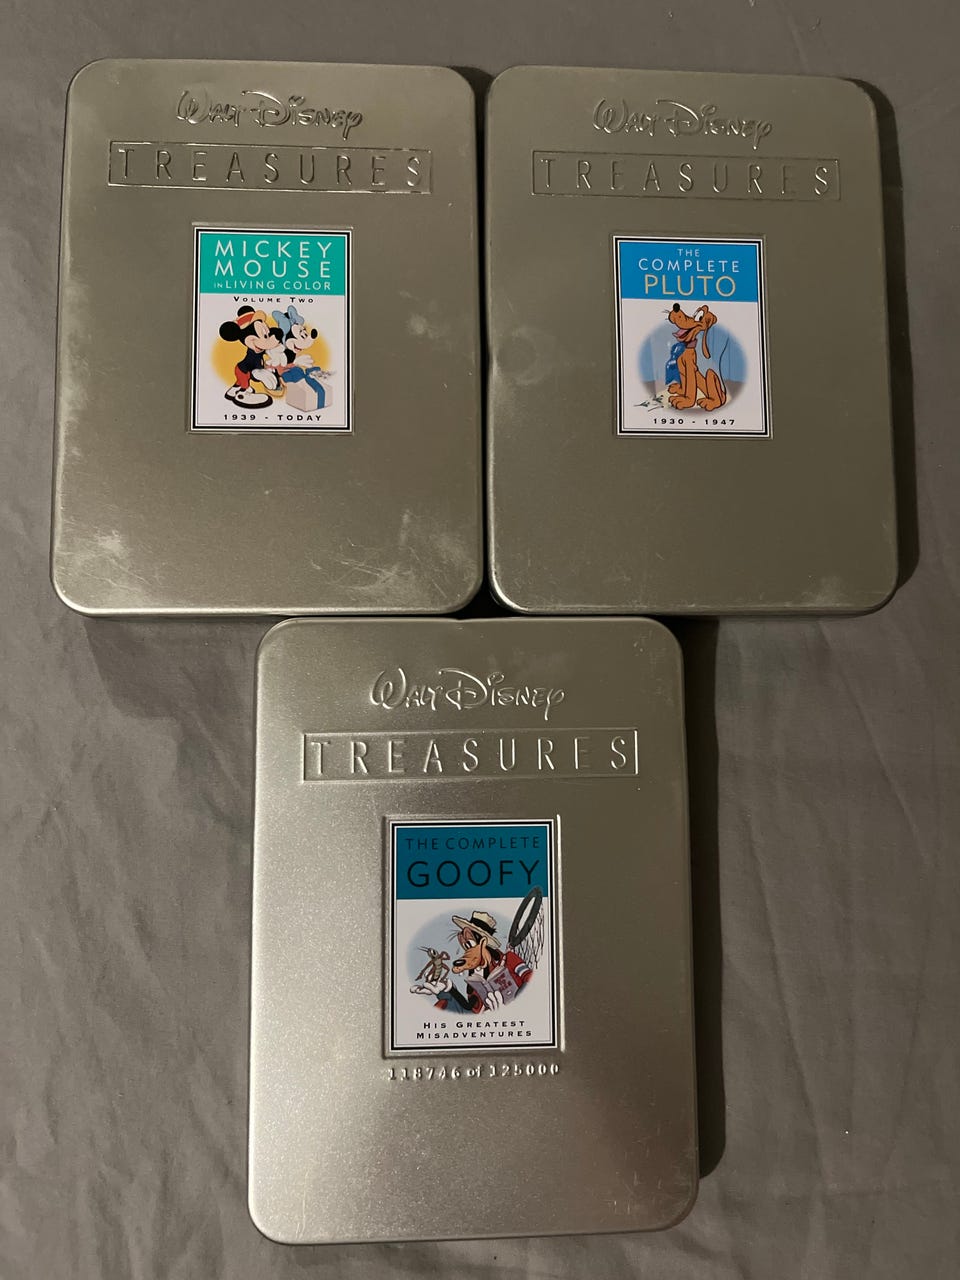 Walt Disney
TREASURES
MICKEY
MOUSE
IN LIVING COLOR
VOLUME TWO
1939 - TODAY
Walt Disney
TREASURES
THE
COMPLETE
PLUTO
1930 - 1947
Walt Disney
TREASURES
THE COMPLETE
GOOFY
HIS GREATEST
MISADVENTURES
118746 of 125000